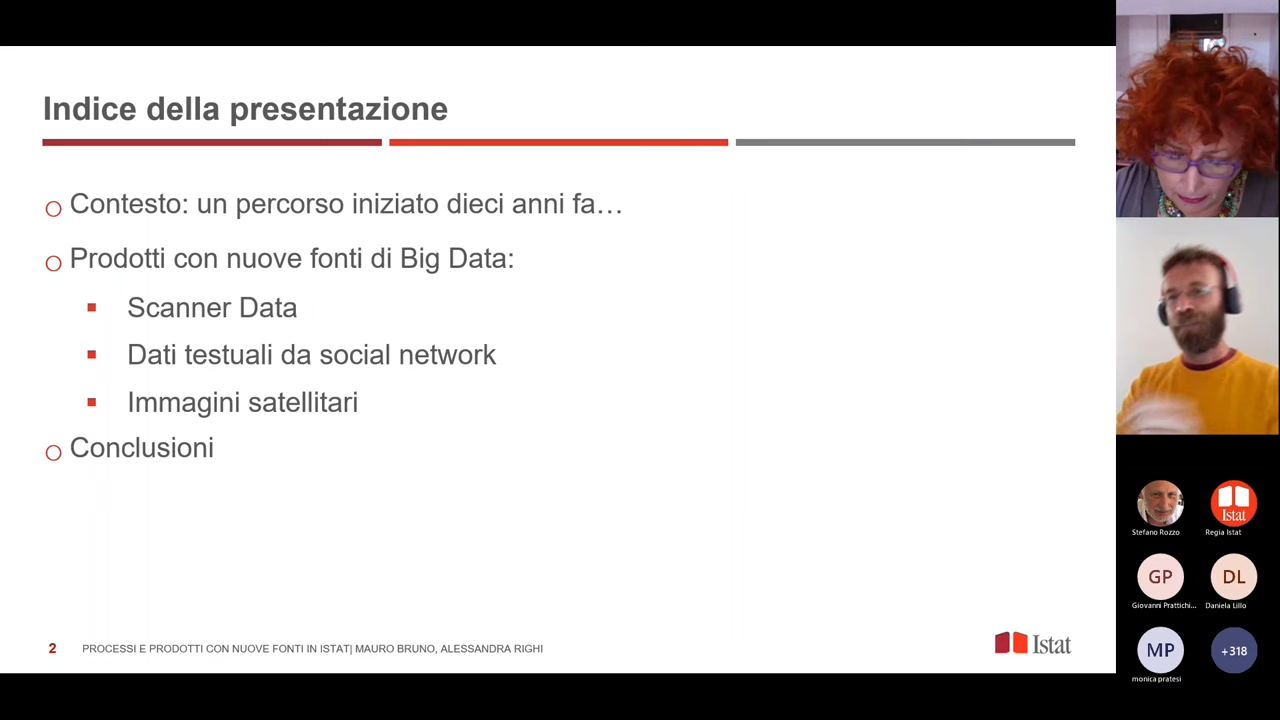 Indice della presentazione
o Contesto: un percorso iniziato dieci anni fa…
o Prodotti con nuove fonti di Big Data:
▪ Scanner Data
▪ Dati testuali da social network
▪ Immagini satellitari
o Conclusioni
2 PROCESSI E PRODOTTI CON NUOVE FONTI IN ISTAT| MAURO BRUNO, ALESSANDRA RIGHI
Istat
Istat
Stefano Rozzo
Regia Istat
GP
DL
Giovanni Prattichi...
Daniela Lillo
MP
+318
monica pratesi